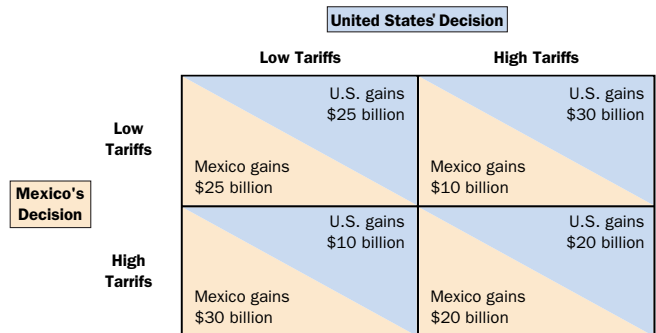 United States' Decision
Low Tariffs
High Tariffs
U.S. gains
$25 billion
U.S. gains
$30 billion
Low
Tariffs
Mexico gains
$25 billion
Mexico gains
$10 billion
Mexico's
Decision
U.S. gains
$10 billion
U.S. gains
$20 billion
High
Tarrifs
Mexico gains
$30 billion
Mexico gains
$20 billion